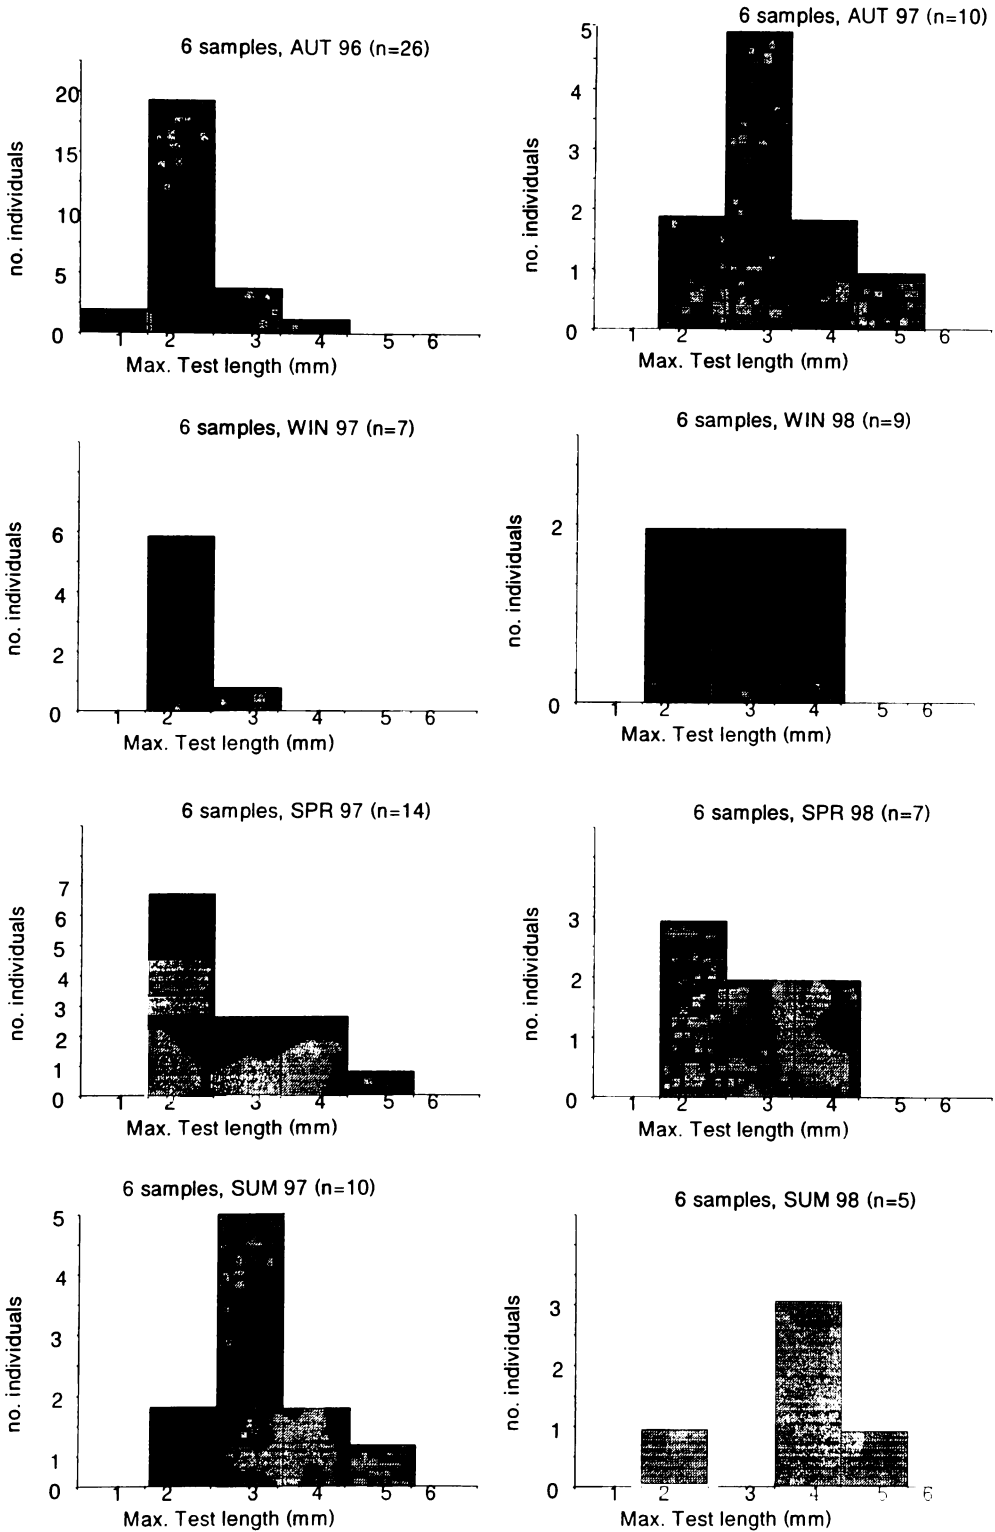 6 samples, AUT 96 (n=26)
no. individuals
20
15
10
5
0
1 2 3 4 5 6
Max. Test length (mm)
6 samples, AUT 97 (n=10)
no. individuals
5
4
3
2
1
0
1 2 3 4 5 6
Max. Test length (mm)
6 samples, WIN 97 (n=7)
no. individuals
6
4
2
0
1 2 3 4 5 6
Max. Test length (mm)
6 samples, WIN 98 (n=9)
no. individuals
2
0
1 2 3 4 5 6
Max. Test length (mm)
6 samples, SPR 97 (n=14)
no. individuals
7
6
5
4
3
2
1
0
1 2 3 4 5 6
Max. Test length (mm)
6 samples, SPR 98 (n=7)
no. individuals
3
2
1
0
1 2 3 4 5 6
Max. Test length (mm)
6 samples, SUM 97 (n=10)
no. individuals
5
4
3
2
1
0
1 2 3 4 5 6
Max. Test length (mm)
6 samples, SUM 98 (n=5)
no. individuals
3
2
1
0
1 2 3 4 5 6
Max. Test length (mm)